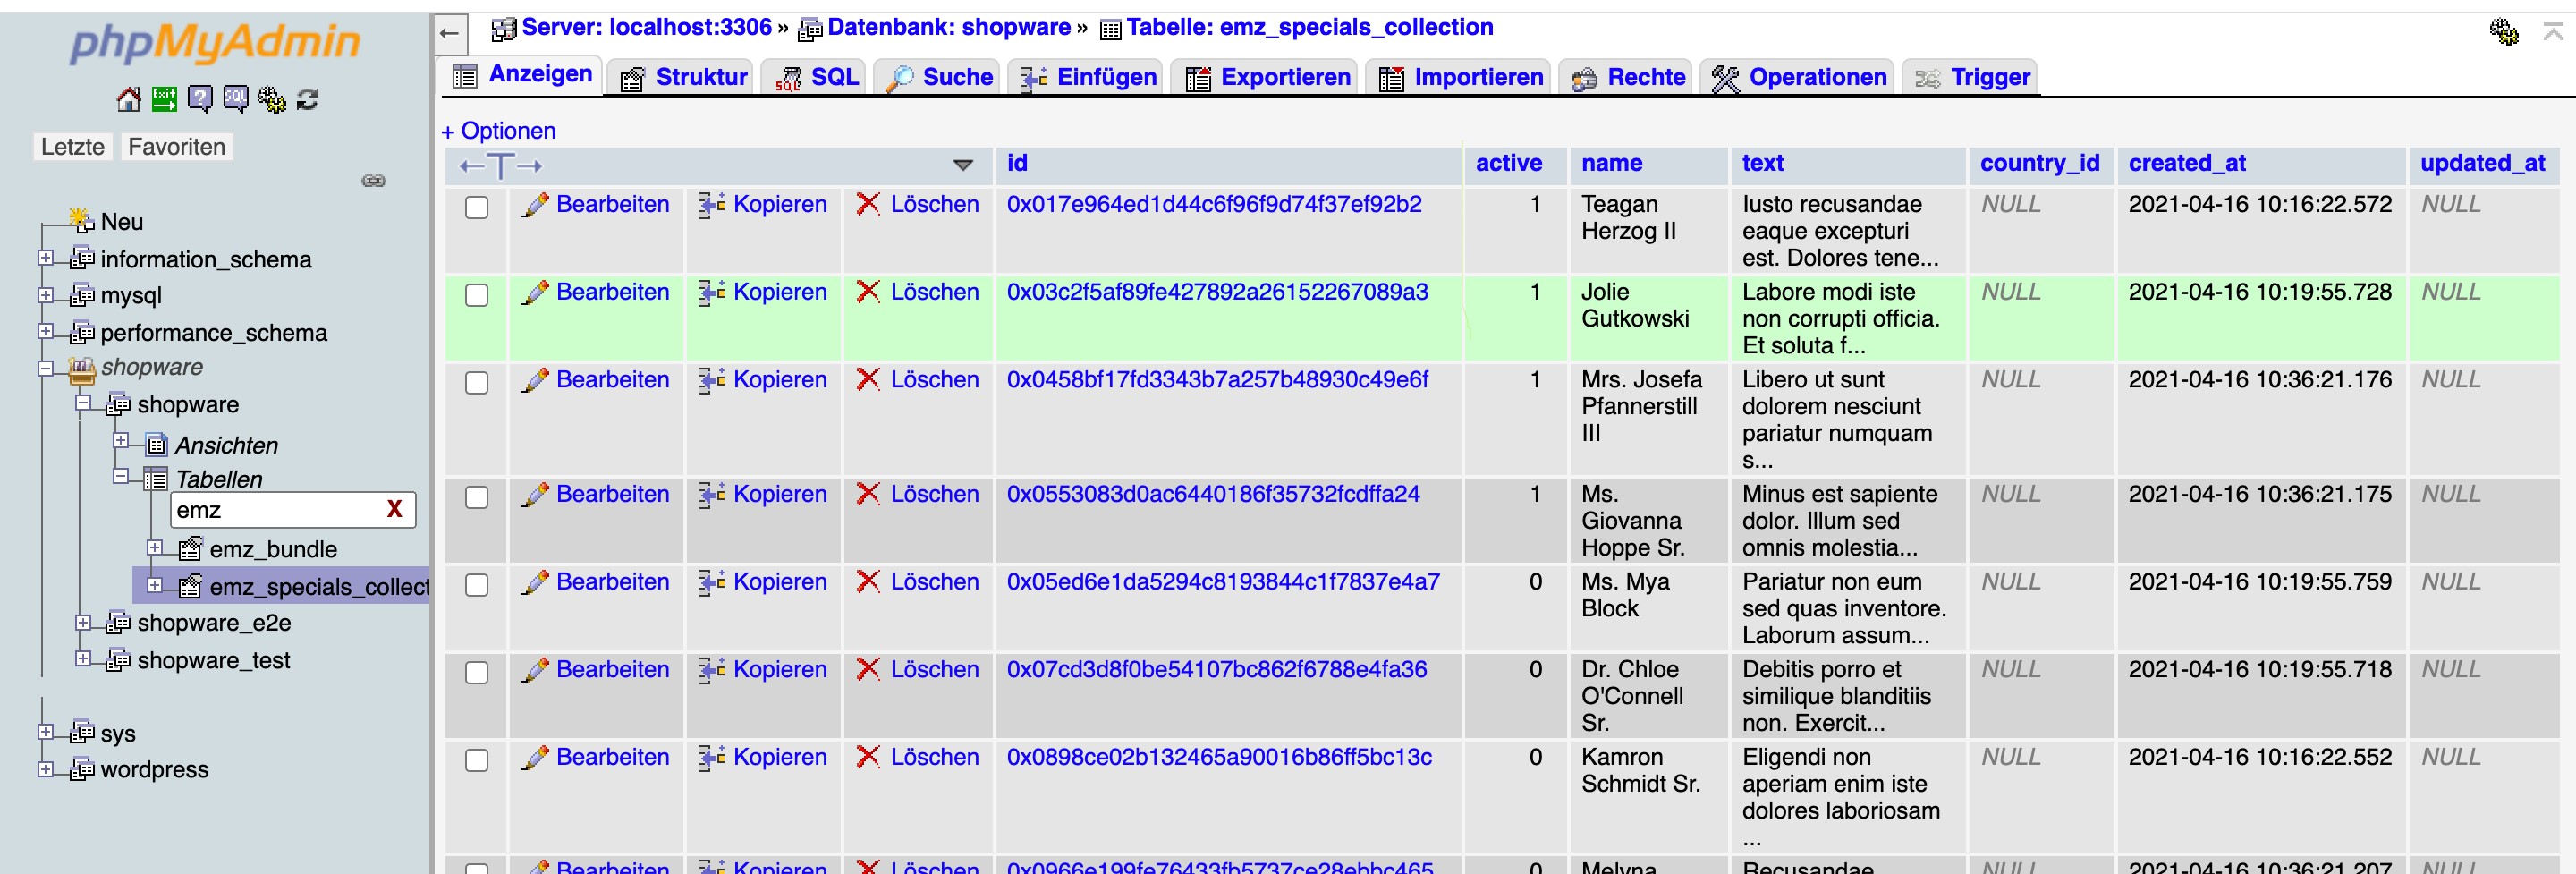 phpMyAdmin
Letzte Favoriten
Neu
information_schema
mysql
performance_schema
shopware
shopware
Ansichten
Tabellen
emz X
emz_bundle
emz_specials_collect
shopware_e2e
shopware_test
sys
wordpress
← Server: localhost:3306 » Datenbank: shopware » Tabelle: emz_specials_collection
Anzeigen Struktur SQL Suche Einfügen Exportieren Importieren Rechte Operationen Trigger
+ Optionen
←T→ id active name text country_id created_at updated_at
Bearbeiten Kopieren Löschen 0x017e964ed1d44c6f96f9d74f37ef92b2 1 Teagan Iusto recusandae NULL 2021-04-16 10:16:22.572 NULL
Herzog II eaque excepturi
est. Dolores tene...
Bearbeiten Kopieren Löschen 0x03c2f5af89fe427892a26152267089a3 1 Jolie Labore modi iste NULL 2021-04-16 10:19:55.728 NULL
Gutkowski non corrupti officia.
Et soluta f...
Bearbeiten Kopieren Löschen 0x0458bf17fd3343b7a257b48930c49e6f 1 Mrs. Josefa Libero ut sunt NULL 2021-04-16 10:36:21.176 NULL
Pfannerstill dolorem nesciunt
III pariatur numquam
s...
Bearbeiten Kopieren Löschen 0x0553083d0ac6440186f35732fcdffa24 1 Ms. Minus est sapiente NULL 2021-04-16 10:36:21.175 NULL
Giovanna dolor. Illum sed
Hoppe Sr. omnis molestia...
Bearbeiten Kopieren Löschen 0x05ed6e1da5294c8193844c1f7837e4a7 0 Ms. Mya Pariatur non eum NULL 2021-04-16 10:19:55.759 NULL
Block sed quas inventore.
Laborum assum...
Bearbeiten Kopieren Löschen 0x07cd3d8f0be54107bc862f6788e4fa36 0 Dr. Chloe Debitis porro et NULL 2021-04-16 10:19:55.718 NULL
O'Connell similique blanditiis
Sr. non. Exercit...
Bearbeiten Kopieren Löschen 0x0898ce02b132465a90016b86ff5bc13c 0 Kamron Eligendi non NULL 2021-04-16 10:16:22.552 NULL
Schmidt Sr. aperiam enim iste
dolores laboriosam
...
Bearbeiten Kopieren Löschen 0x0966e199fe76433fb5737ce28ebbc465 0 Melyna Recusandae NULL 2021-04-16 10:36:21.207 NULL